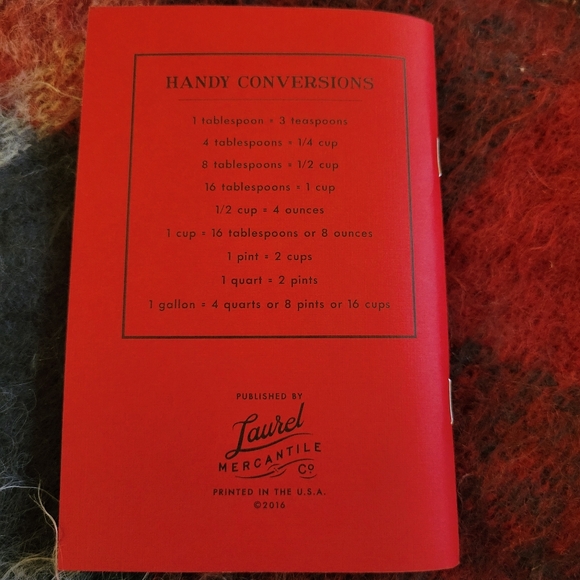 HANDY CONVERSIONS
1 tablespoon = 3 teaspoons
4 tablespoons = 1/4 cup
8 tablespoons = 1/2 cup
16 tablespoons = 1 cup
1/2 cup = 4 ounces
1 cup = 16 tablespoons or 8 ounces
1 pint = 2 cups
1 quart = 2 pints
1 gallon = 4 quarts or 8 pints or 16 cups
PUBLISHED BY
Laurel
MERCANTILE
Co
PRINTED IN THE U.S.A.
©2016